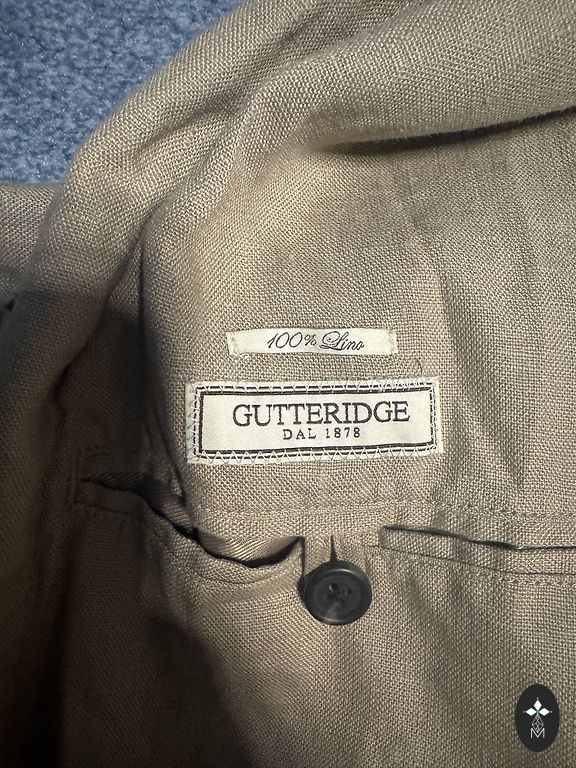 100% Lino
GUTTERIDGE
DAL 1878
M